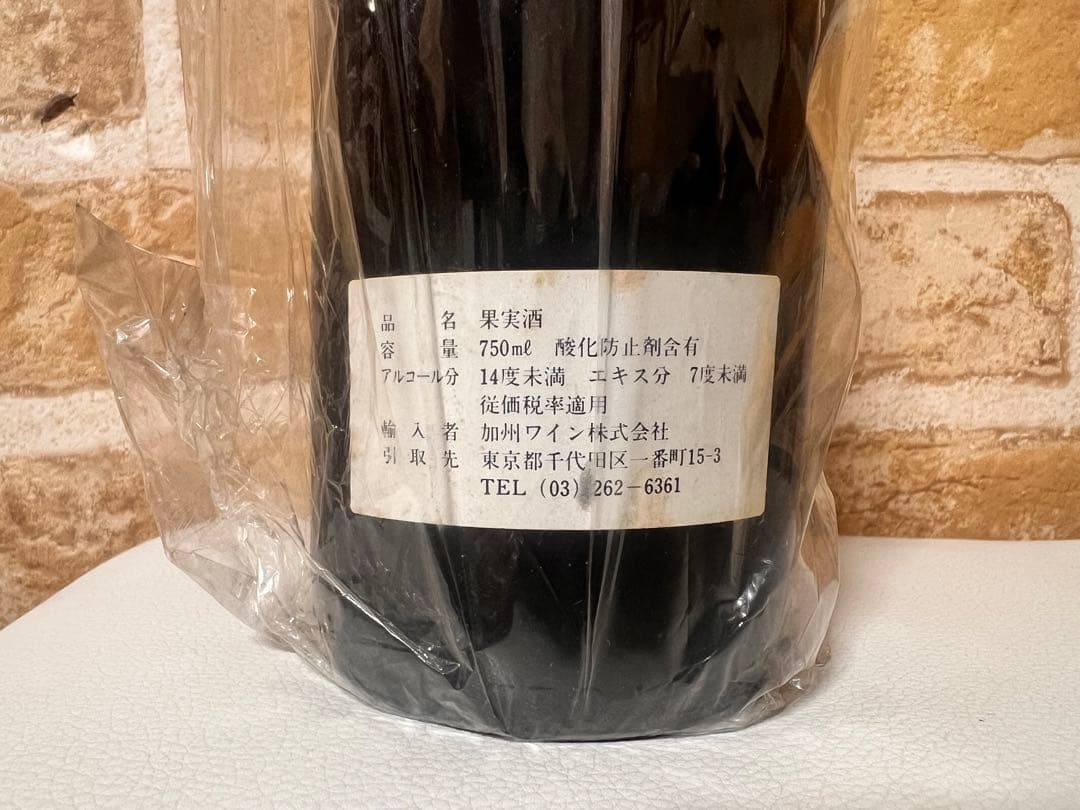 品名 果実酒
容量 750mℓ 酸化防止剤含有
アルコール分 14度未満 エキス分 7度未満
従価税率適用
輸入者 加州ワイン株式会社
引取先 東京都千代田区一番町15-3
TEL (03) 262-6361